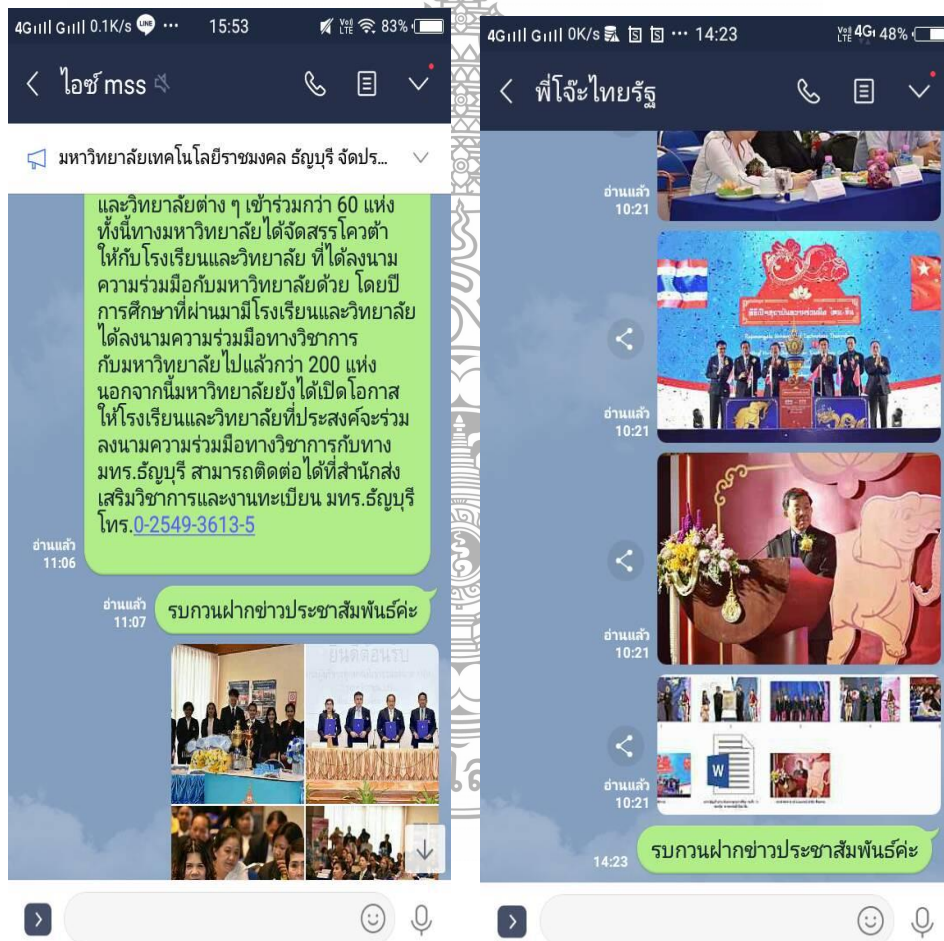 4G 0.1K/s LINE ... 15:53 VoLTE 83%
ไอซ์ mss
มหาวิทยาลัยเทคโนโลยีราชมงคล ธัญบุรี จัดปร...
และวิทยาลัยต่าง ๆ เข้าร่วมกว่า 60 แห่ง
ทั้งนี้ทางมหาวิทยาลัยได้จัดสรรโควต้า
ให้กับโรงเรียนและวิทยาลัย ที่ได้ลงนาม
ความร่วมมือกับมหาวิทยาลัยด้วย โดยปี
การศึกษาที่ผ่านมามีโรงเรียนและวิทยาลัย
ได้ลงนามความร่วมมือทางวิชาการ
กับมหาวิทยาลัยไปแล้วกว่า 200 แห่ง
นอกจากนี้มหาวิทยาลัยยังได้เปิดโอกาส
ให้โรงเรียนและวิทยาลัยที่ประสงค์จะร่วม
ลงนามความร่วมมือทางวิชาการกับทาง
มทร.ธัญบุรี สามารถติดต่อได้ที่สำนักส่ง
เสริมวิชาการและงานทะเบียน มทร.ธัญบุรี
โทร.0-2549-3613-5
อ่านแล้ว
11:06
อ่านแล้ว
11:07
รบกวนฝากข่าวประชาสัมพันธ์ค่ะ
ยินดีต้อนรับ
4G 0K/s ... 14:23 VoLTE 4G 48%
พี่โจ๊ะไทยรัฐ
อ่านแล้ว
10:21
อ่านแล้ว
10:21
อ่านแล้ว
10:21
W
อ่านแล้ว
10:21
14:23
รบกวนฝากข่าวประชาสัมพันธ์ค่ะ